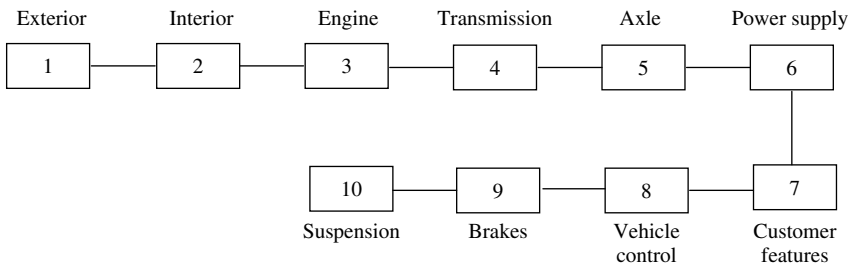 Exterior Interior Engine Transmission Axle Power supply
1 2 3 4 5 6
10 9 8 7
Suspension Brakes Vehicle control Customer features